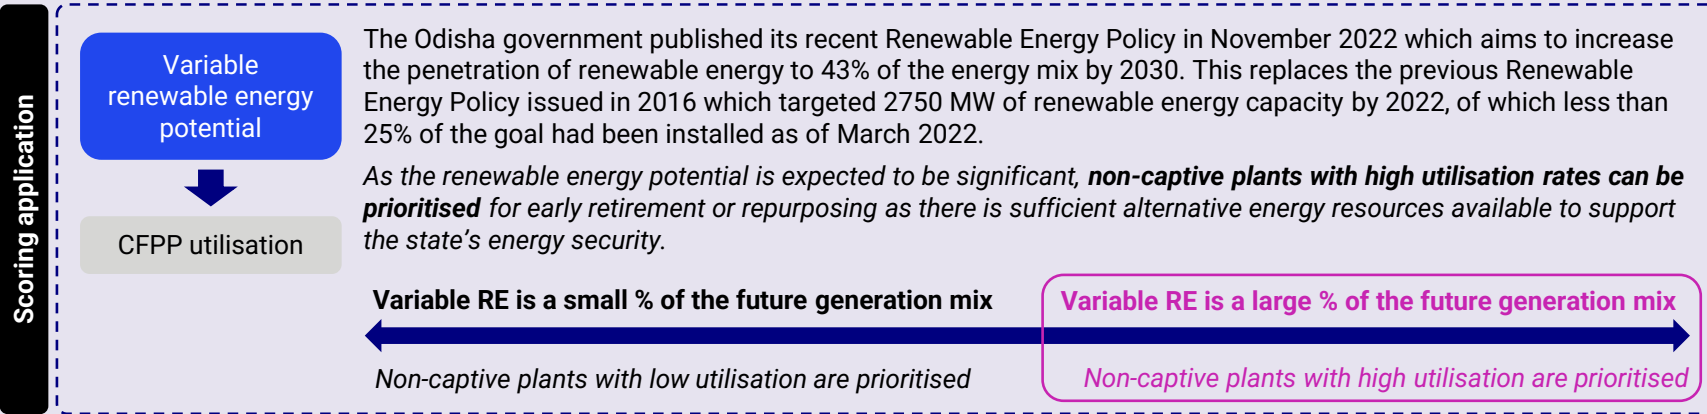 Scoring application
Variable
renewable energy
potential
CFPP utilisation
The Odisha government published its recent Renewable Energy Policy in November 2022 which aims to increase
the penetration of renewable energy to 43% of the energy mix by 2030. This replaces the previous Renewable
Energy Policy issued in 2016 which targeted 2750 MW of renewable energy capacity by 2022, of which less than
25% of the goal had been installed as of March 2022.
As the renewable energy potential is expected to be significant, non-captive plants with high utilisation rates can be
prioritised for early retirement or repurposing as there is sufficient alternative energy resources available to support
the state's energy security.
Variable RE is a small % of the future generation mix
Variable RE is a large % of the future generation mix
Non-captive plants with low utilisation are prioritised
Non-captive plants with high utilisation are prioritised